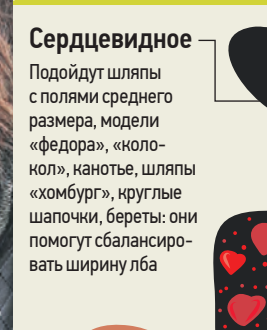 Сердцевидное
Подойдут шляпы
с полями среднего
размера, модели
«федора», «коло-
кол», канотье, шляпы
«хомбург», круглые
шапочки, береты: они
помогут сбалансиро-
вать ширину лба